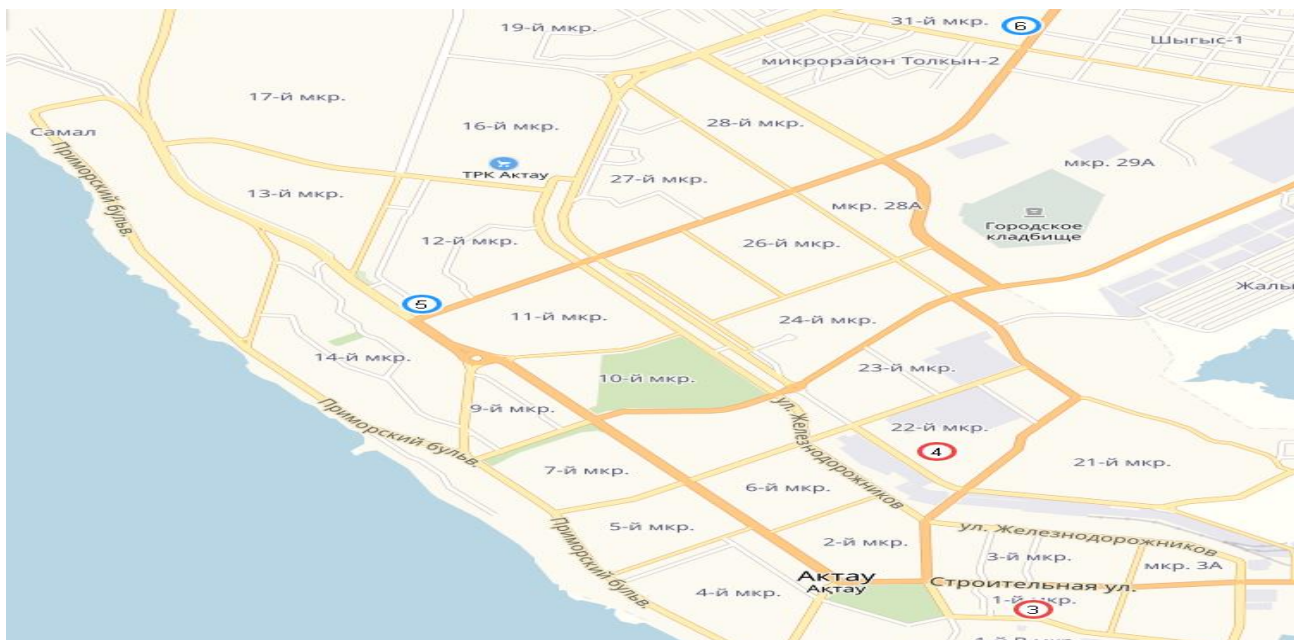 19-й мкр.
31-й мкр.
6
Шыгыс-1
микрорайон Толкын-2
17-й мкр.
16-й мкр.
28-й мкр.
Самал
ТРК Актау
27-й мкр.
мкр. 29А
13-й мкр.
Приморский бульв.
мкр. 28А
Городское
кладбище
12-й мкр.
26-й мкр.
5
11-й мкр.
24-й мкр.
14-й мкр.
10-й мкр.
23-й мкр.
9-й мкр.
Приморский бульв.
ул. Железнодорожников
22-й мкр.
4
7-й мкр.
21-й мкр.
6-й мкр.
5-й мкр.
Приморский бульв.
2-й мкр.
ул. Железнодорожников
3-й мкр.
мкр. 3А
Актау
Ақтау
Строительная ул.
4-й мкр.
1-й мкр.
3